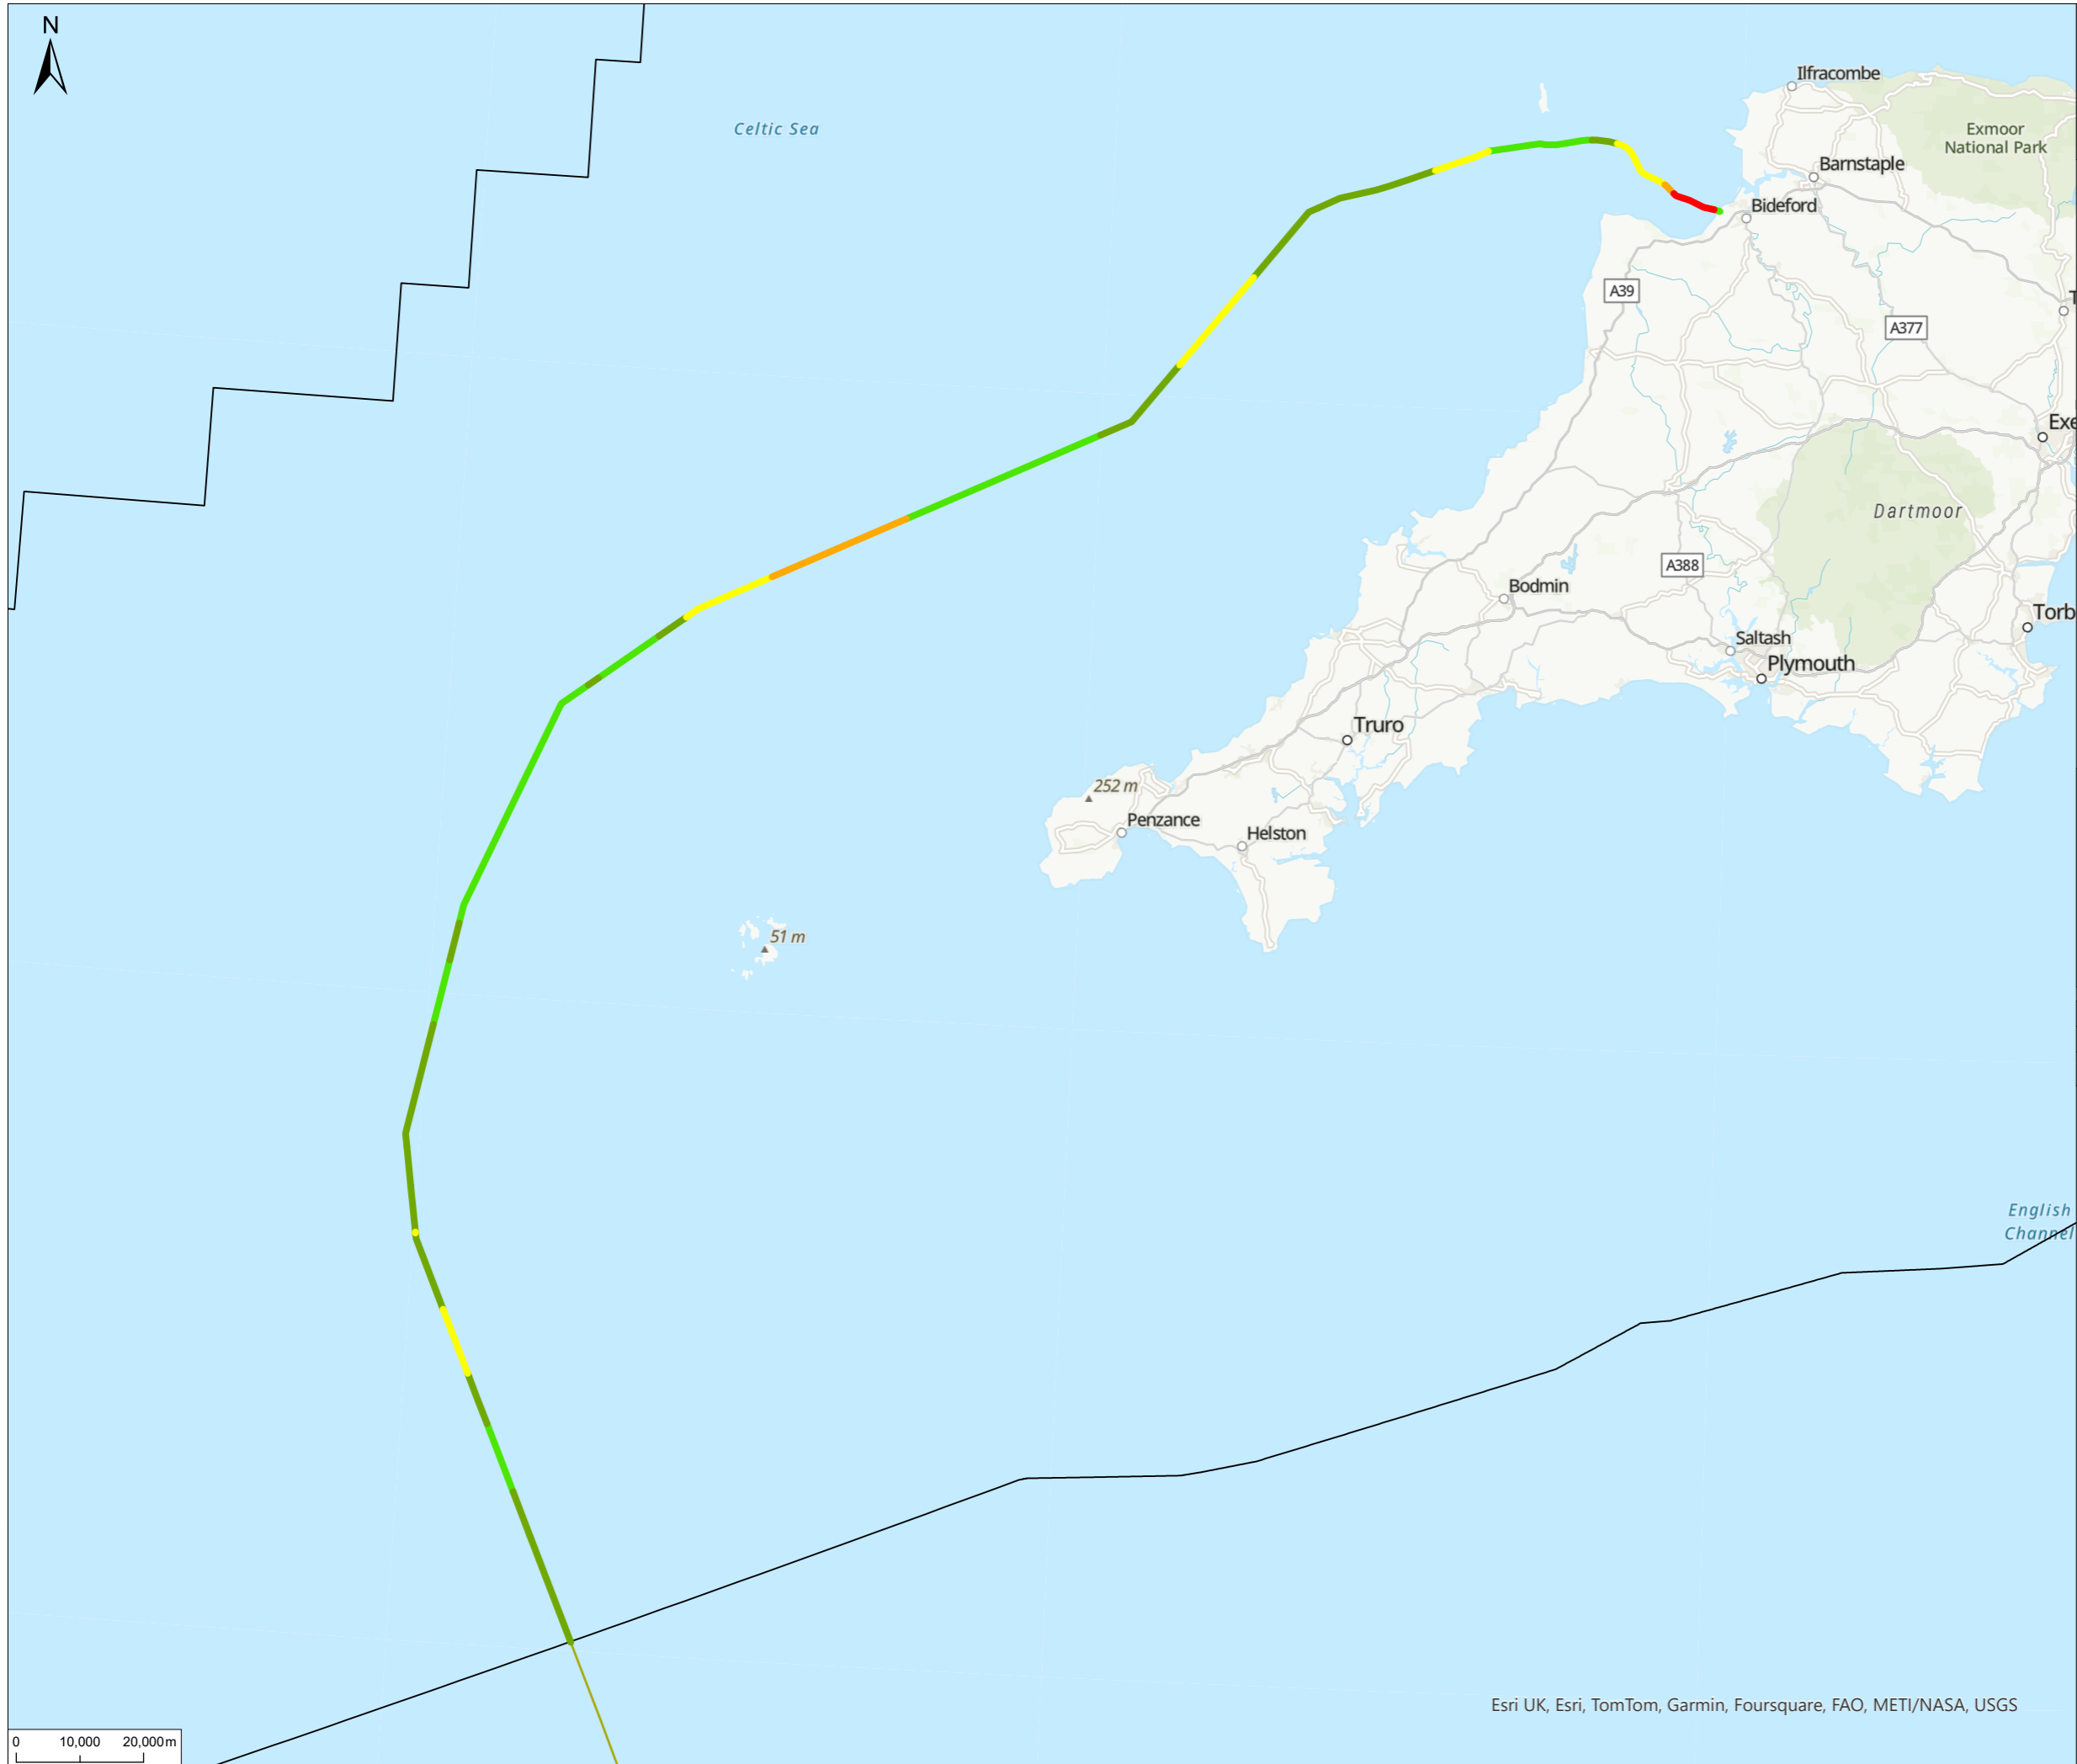 N
Ilfracombe
Celtic Sea
Exmoor
National Park
Barnstaple
Bideford
A39
A377
Exe
Dartmoor
A388
Bodmin
Torb
Saltash
Plymouth
Truro
252 m
Penzance
Helston
51 m
English
Channel
Esri UK, Esri, TomTom, Garmin, Foursquare, FAO, METI/NASA, USGS
0 10,000 20,000 m